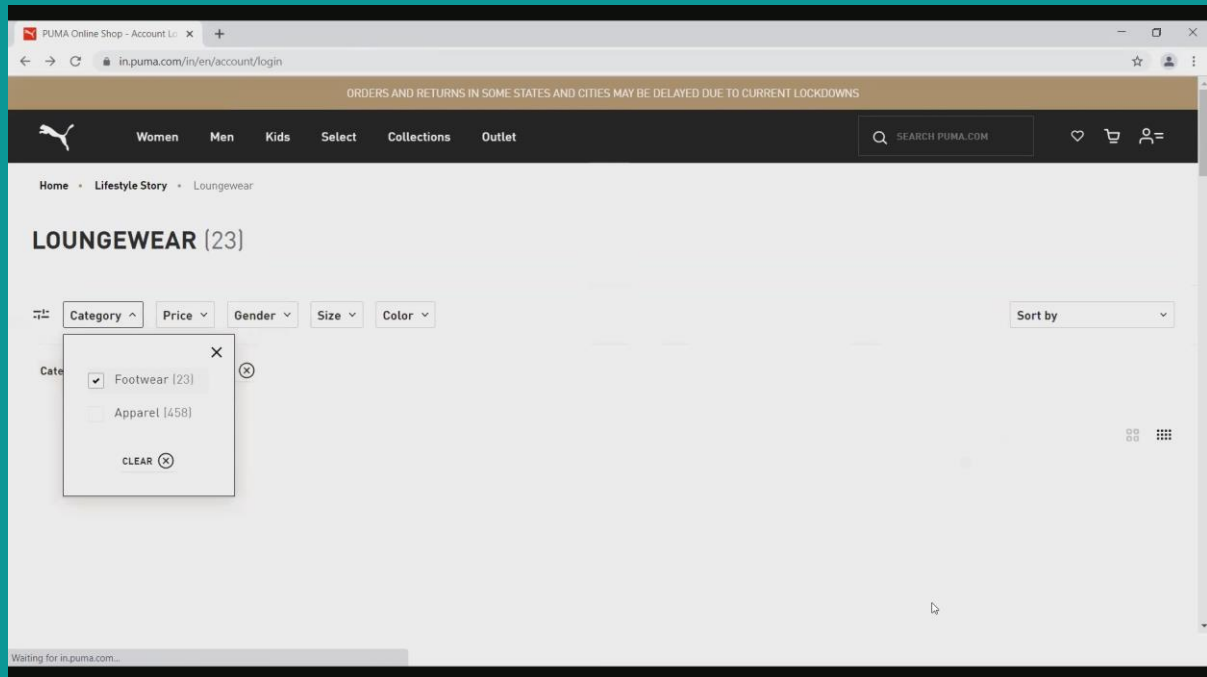 PUMA Online Shop - Account Lo
in.puma.com/in/en/account/login
ORDERS AND RETURNS IN SOME STATES AND CITIES MAY BE DELAYED DUE TO CURRENT LOCKDOWNS
Women Men Kids Select Collections Outlet SEARCH PUMA.COM
Home • Lifestyle Story • Loungewear
LOUNGEWEAR (23)
Category Price Gender Size Color Sort by
Cate
Footwear (23)
Apparel (458)
CLEAR
Waiting for in.puma.com...